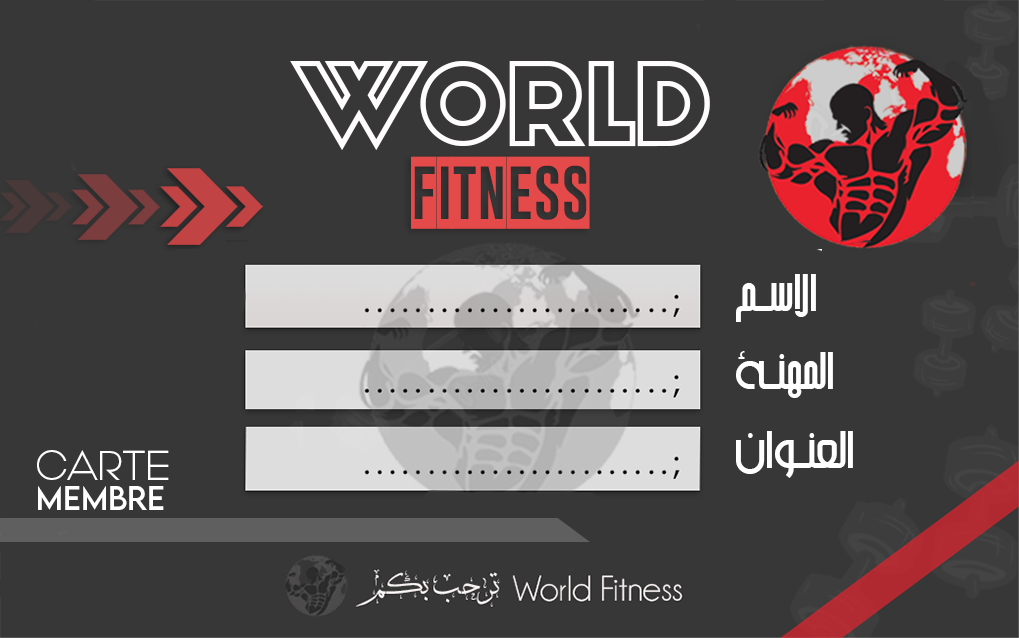 WORLD
FITNESS
الاسم ;........................
المهنة ;........................
العنوان ;........................
CARTE
MEMBRE
ترحب بكم World Fitness